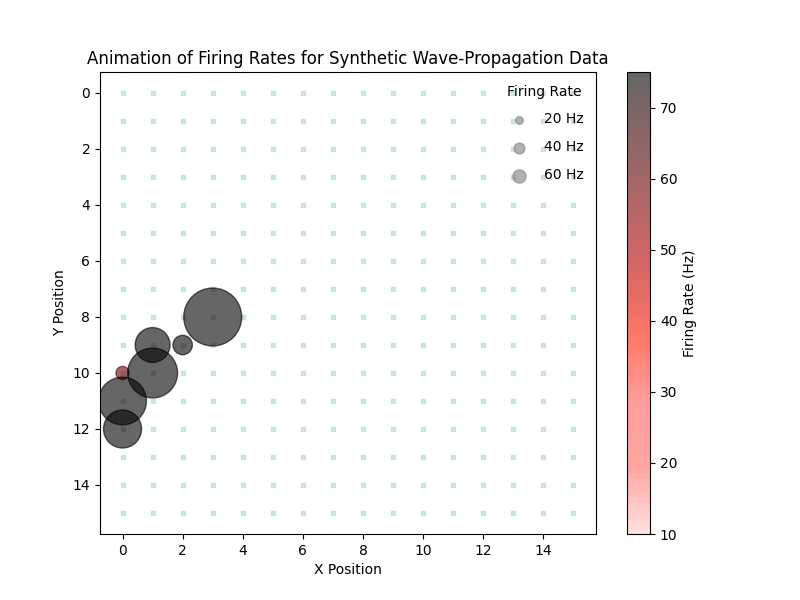 Animation of Firing Rates for Synthetic Wave-Propagation Data
Firing Rate
20 Hz
40 Hz
60 Hz
0
2
4
6
8
10
12
14
Y Position
0 2 4 6 8 10 12 14
X Position
70
60
50
40
30
20
10
Firing Rate (Hz)